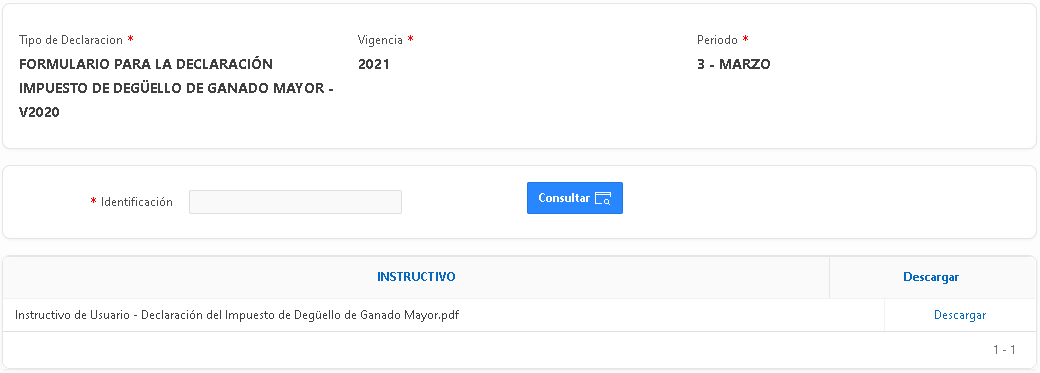 Tipo de Declaracion *
FORMULARIO PARA LA DECLARACIÓN
IMPUESTO DE DEGÜELLO DE GANADO MAYOR -
V2020
Vigencia *
2021
Periodo *
3 - MARZO
* Identificación
Consultar
INSTRUCTIVO
Descargar
Instructivo de Usuario - Declaración del Impuesto de Degüello de Ganado Mayor.pdf
Descargar
1 - 1